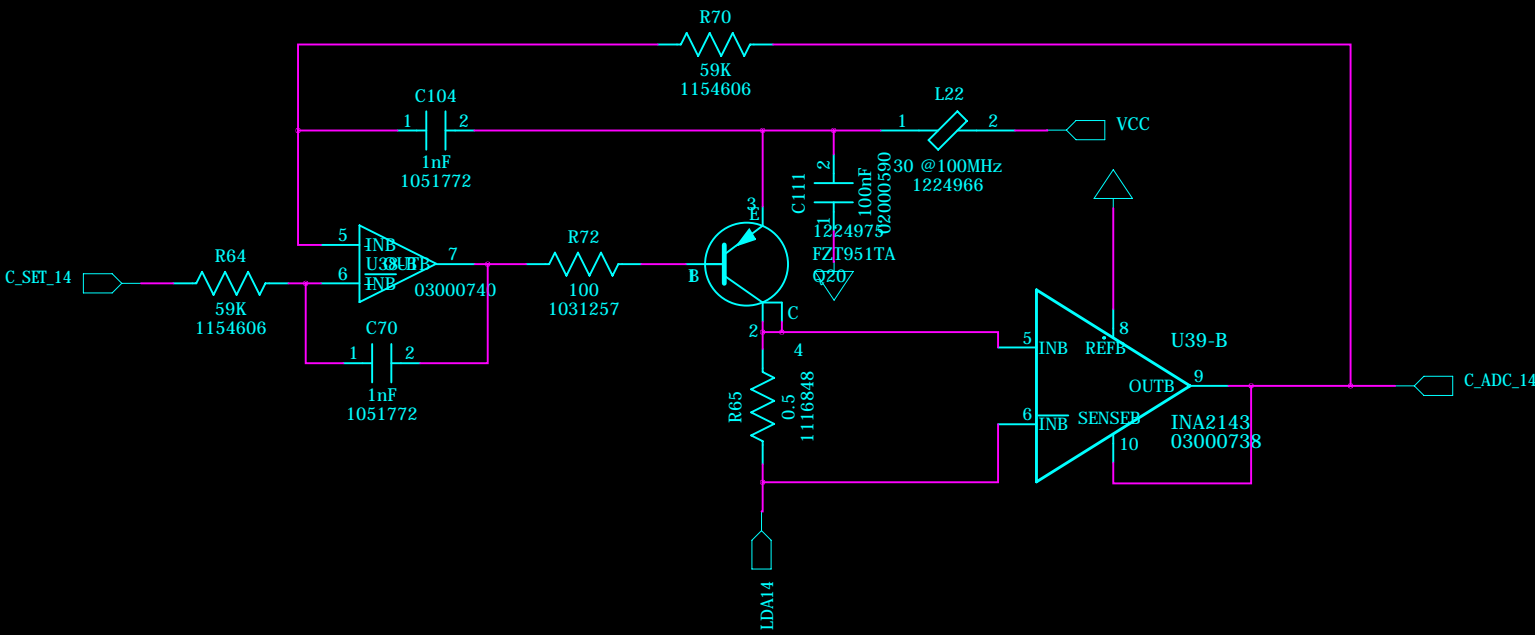 R70
59K
1154606
C104
1
2
1nF
1051772
L22
1
2
30 @100MHz
1224966
VCC
C111
2
1
100nF
02000590
C_SET_14
R64
59K
1154606
5
INB
6
INB
U38-B
OUTB
7
03000740
C70
1
2
1nF
1051772
R72
100
1031257
3
E
B
C
2
4
1224975
FZT951TA
Q20
R65
0.5
1116848
LDA14
5
INB
6
INB
8
REFB
OUTB
9
SENSEB
10
U39-B
INA2143
03000738
C_ADC_14